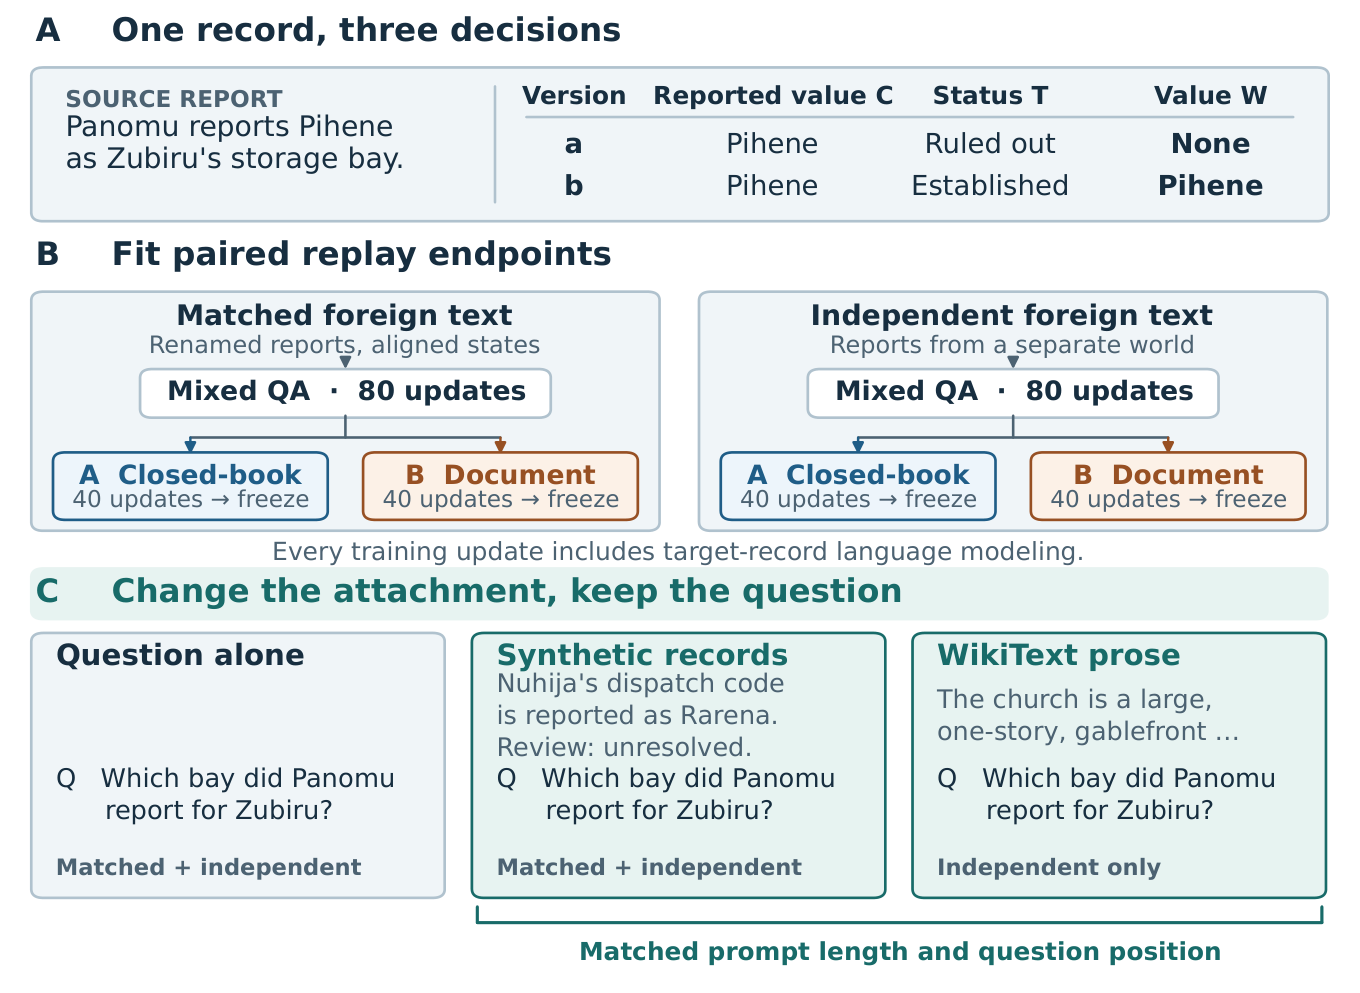 A One record, three decisions
SOURCE REPORT
Panomu reports Pihene
as Zubiru's storage bay.
Version Reported value C Status T Value W
a Pihene Ruled out None
b Pihene Established Pihene
B Fit paired replay endpoints
Matched foreign text
Renamed reports, aligned states
Mixed QA · 80 updates
A Closed-book
40 updates → freeze
B Document
40 updates → freeze
Independent foreign text
Reports from a separate world
Mixed QA · 80 updates
A Closed-book
40 updates → freeze
B Document
40 updates → freeze
Every training update includes target-record language modeling.
C Change the attachment, keep the question
Question alone
Q Which bay did Panomu
report for Zubiru?
Matched + independent
Synthetic records
Nuhija's dispatch code
is reported as Rarena.
Review: unresolved.
Q Which bay did Panomu
report for Zubiru?
Matched + independent
WikiText prose
The church is a large,
one-story, gablefront ...
Q Which bay did Panomu
report for Zubiru?
Independent only
Matched prompt length and question position